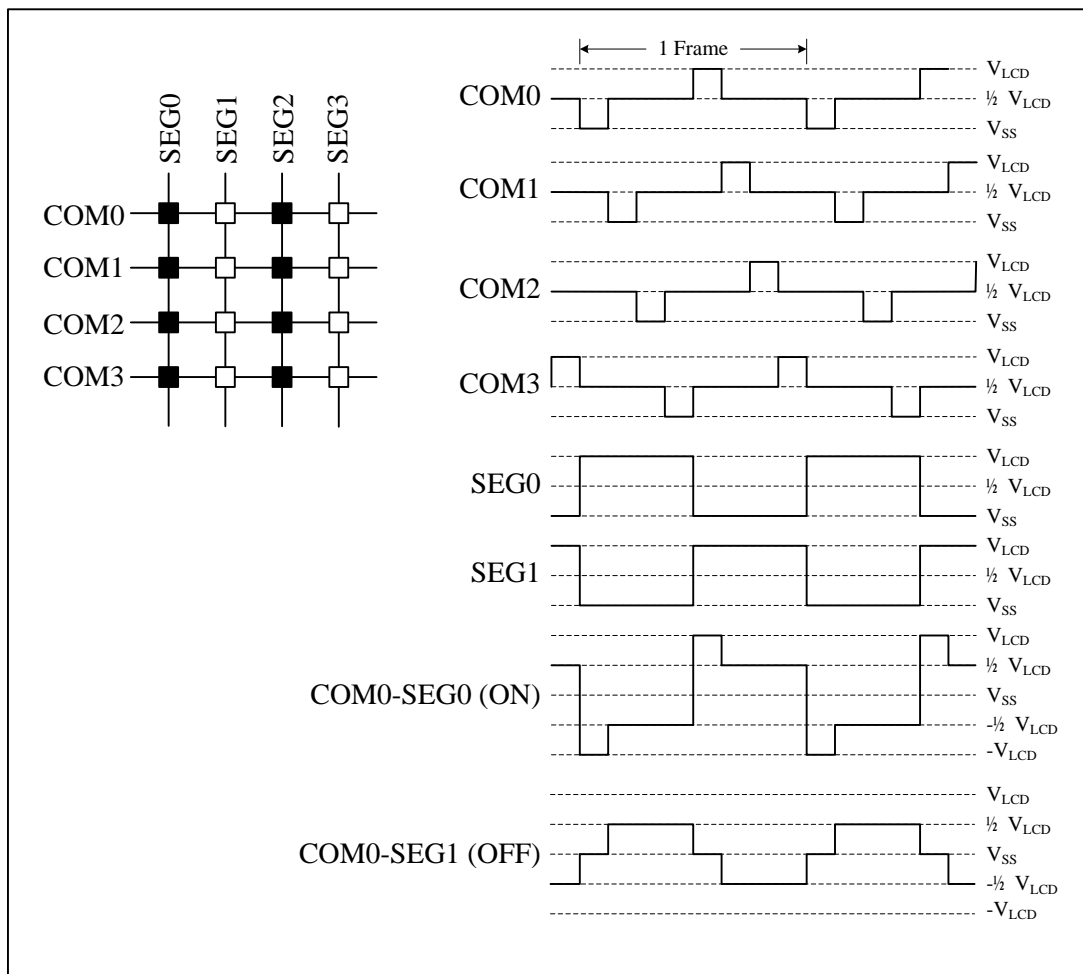 SEG0
SEG1
SEG2
SEG3
COM0
COM1
COM2
COM3
1 Frame
COM0
V_LCD
½ V_LCD
V_SS
COM1
V_LCD
½ V_LCD
V_SS
COM2
V_LCD
½ V_LCD
V_SS
COM3
V_LCD
½ V_LCD
V_SS
SEG0
V_LCD
½ V_LCD
V_SS
SEG1
V_LCD
½ V_LCD
V_SS
COM0-SEG0 (ON)
V_LCD
½ V_LCD
V_SS
-½ V_LCD
-V_LCD
COM0-SEG1 (OFF)
V_LCD
½ V_LCD
V_SS
-½ V_LCD
-V_LCD